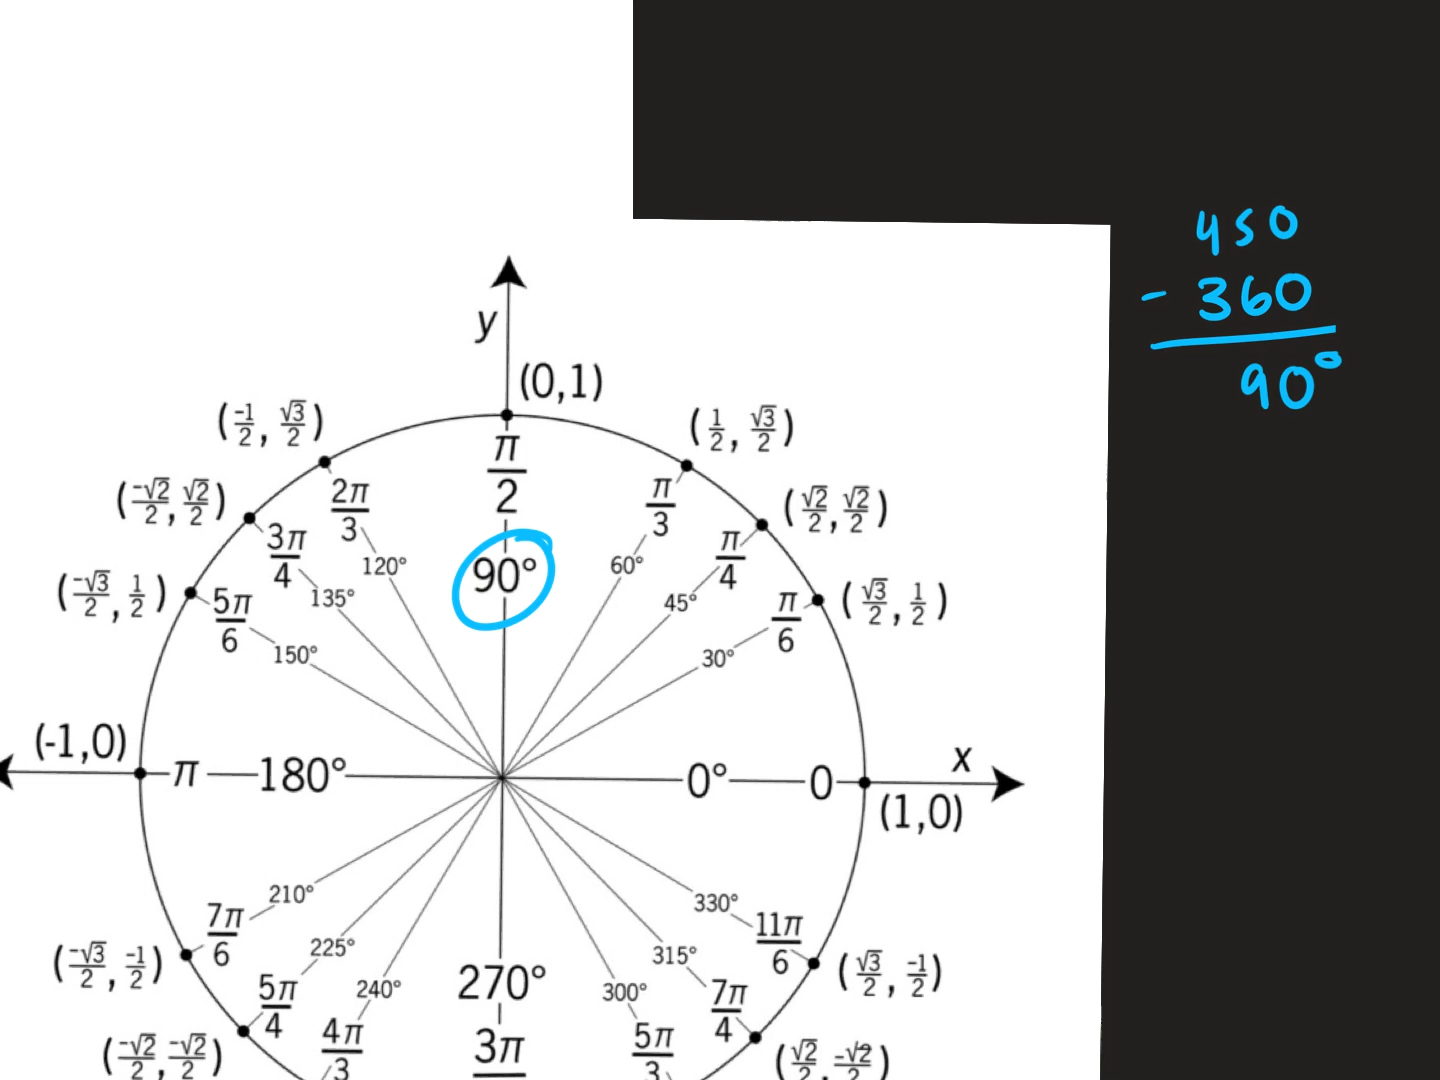 450
- 360
90°
y
(0,1)
(-1/2, √3/2)
(1/2, √3/2)
π/2
(-√2/2, √2/2)
2π/3
π/3
(√2/2, √2/2)
3π/4
120°
90°
60°
π/4
(-√3/2, 1/2)
5π/6
135°
45°
π/6
(√3/2, 1/2)
150°
30°
(-1,0)
π
180°
0°
0
x
(1,0)
210°
330°
7π/6
11π/6
(-√3/2, -1/2)
225°
315°
(√3/2, -1/2)
5π/4
240°
270°
300°
7π/4
(-√2/2, -√2/2)
4π/3
3π
5π/3
(√2/2, -√2/2)